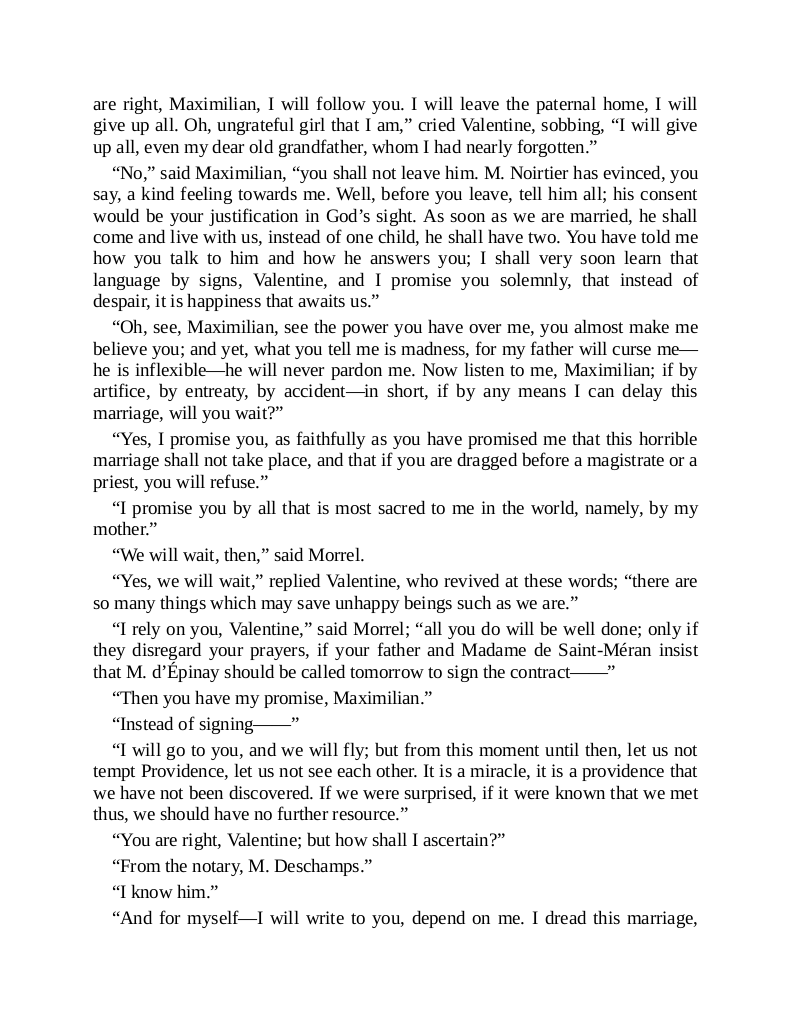 are right, Maximilian, I will follow you. I will leave the paternal home, I will
give up all. Oh, ungrateful girl that I am,” cried Valentine, sobbing, “I will give
up all, even my dear old grandfather, whom I had nearly forgotten.”
“No,” said Maximilian, “you shall not leave him. M. Noirtier has evinced, you
say, a kind feeling towards me. Well, before you leave, tell him all; his consent
would be your justification in God’s sight. As soon as we are married, he shall
come and live with us, instead of one child, he shall have two. You have told me
how you talk to him and how he answers you; I shall very soon learn that
language by signs, Valentine, and I promise you solemnly, that instead of
despair, it is happiness that awaits us.”
“Oh, see, Maximilian, see the power you have over me, you almost make me
believe you; and yet, what you tell me is madness, for my father will curse me—
he is inflexible—he will never pardon me. Now listen to me, Maximilian; if by
artifice, by entreaty, by accident—in short, if by any means I can delay this
marriage, will you wait?”
“Yes, I promise you, as faithfully as you have promised me that this horrible
marriage shall not take place, and that if you are dragged before a magistrate or a
priest, you will refuse.”
“I promise you by all that is most sacred to me in the world, namely, by my
mother.”
“We will wait, then,” said Morrel.
“Yes, we will wait,” replied Valentine, who revived at these words; “there are
so many things which may save unhappy beings such as we are.”
“I rely on you, Valentine,” said Morrel; “all you do will be well done; only if
they disregard your prayers, if your father and Madame de Saint-Méran insist
that M. d’Épinay should be called tomorrow to sign the contract——”
“Then you have my promise, Maximilian.”
“Instead of signing——”
“I will go to you, and we will fly; but from this moment until then, let us not
tempt Providence, let us not see each other. It is a miracle, it is a providence that
we have not been discovered. If we were surprised, if it were known that we met
thus, we should have no further resource.”
“You are right, Valentine; but how shall I ascertain?”
“From the notary, M. Deschamps.”
“I know him.”
“And for myself—I will write to you, depend on me. I dread this marriage,